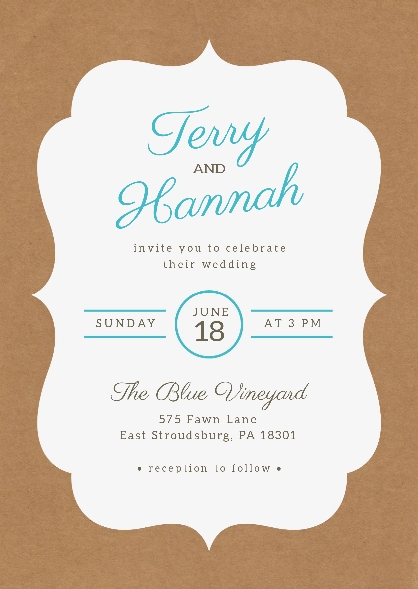 Terry
AND
Hannah
invite you to celebrate
their wedding
SUNDAY
JUNE
18
AT 3 PM
The Blue Vineyard
575 Fawn Lane
East Stroudsburg, PA 18301
• reception to follow •